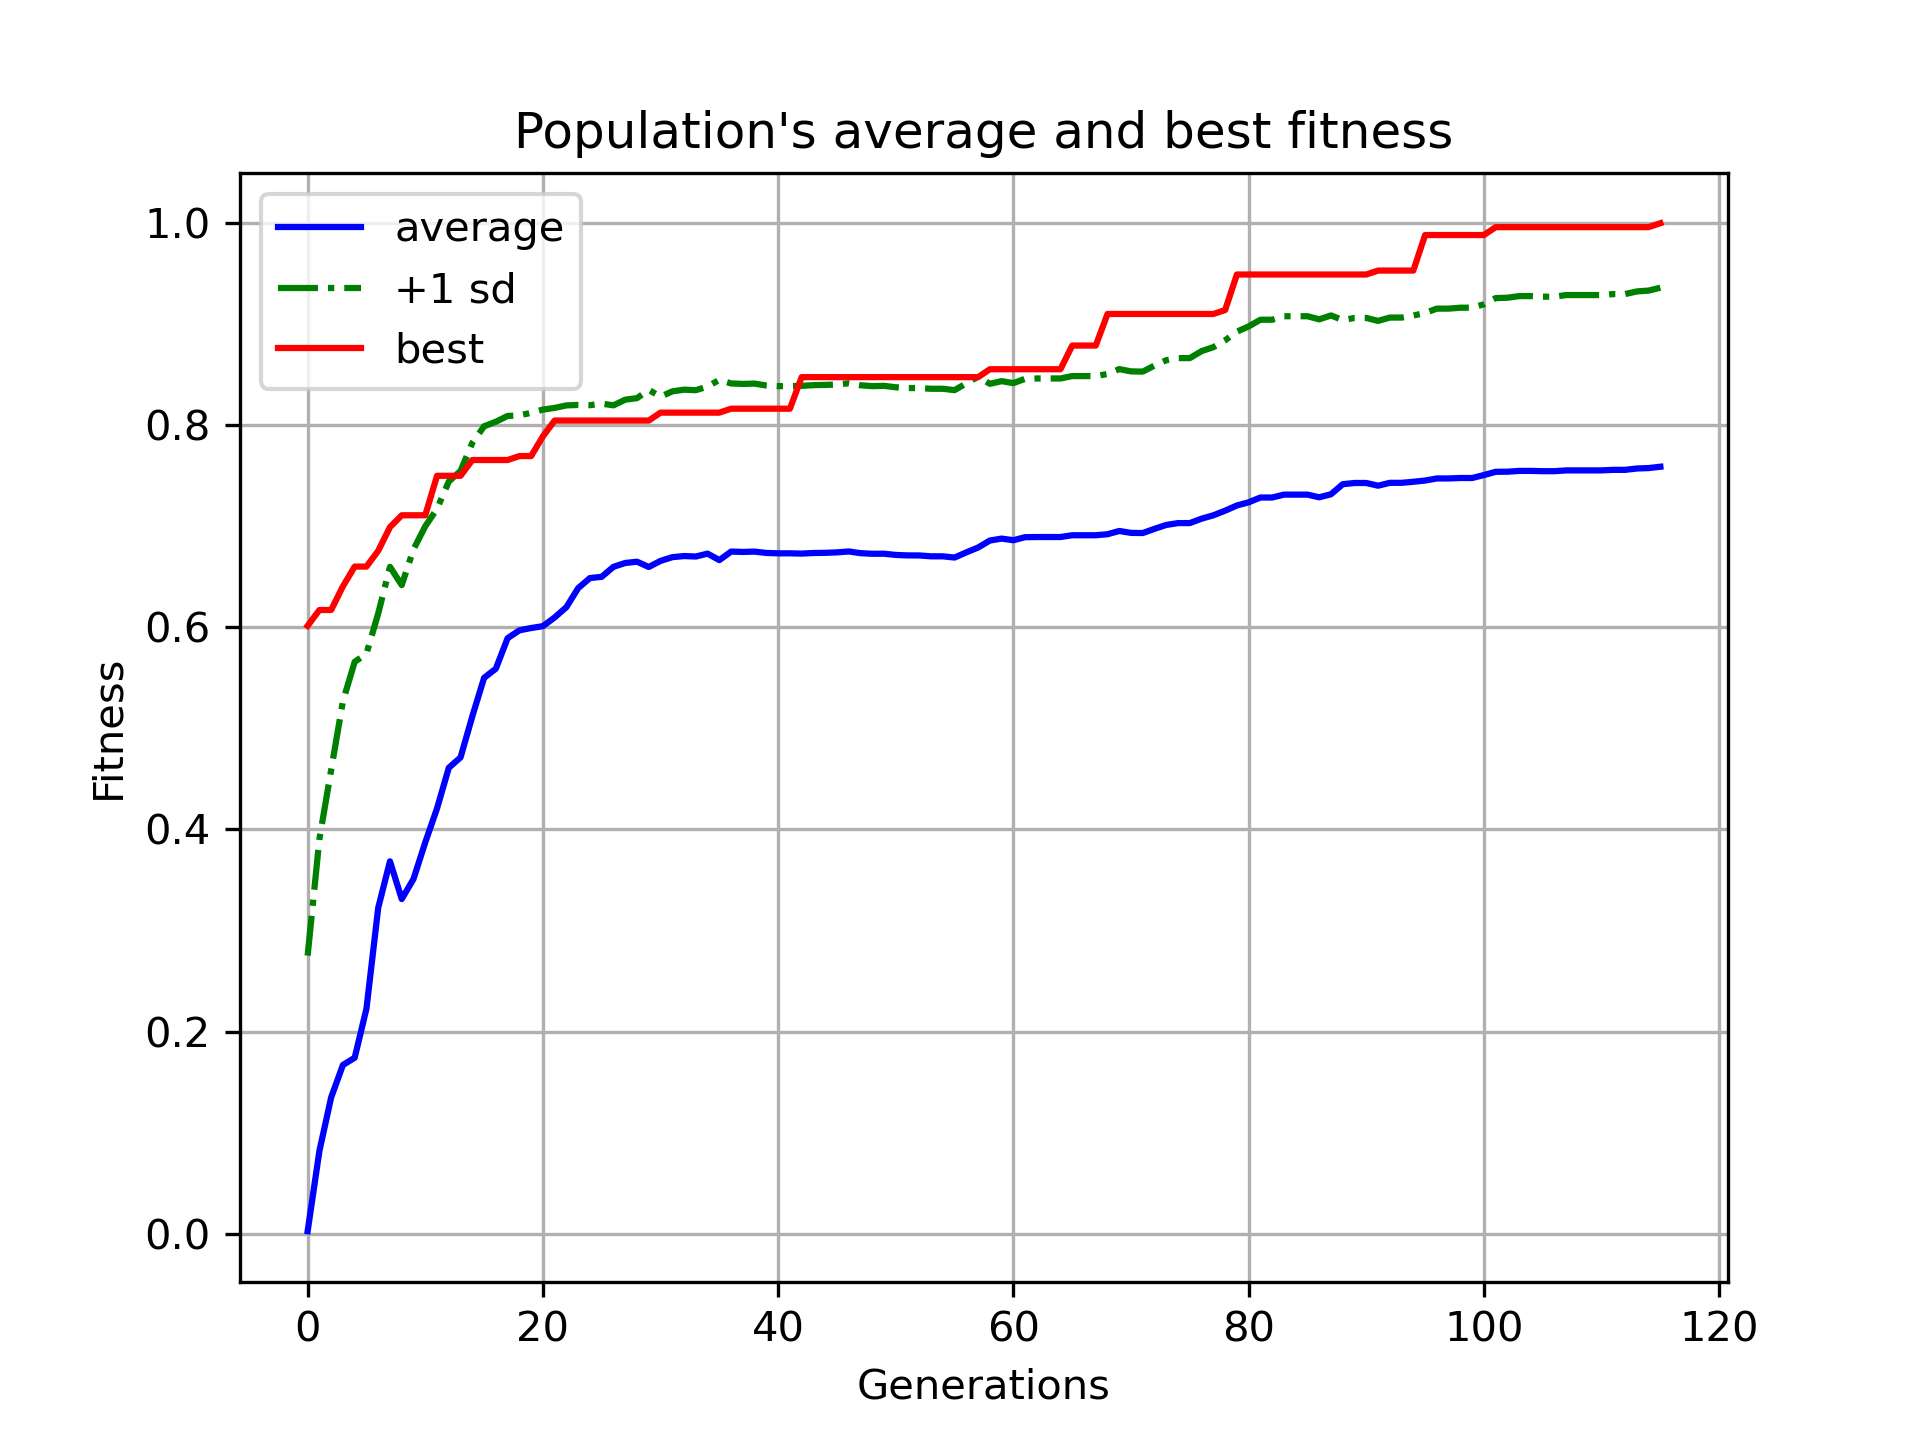 Population's average and best fitness
average
+1 sd
best
1.0
0.8
0.6
0.4
0.2
0.0
Fitness
0 20 40 60 80 100 120
Generations